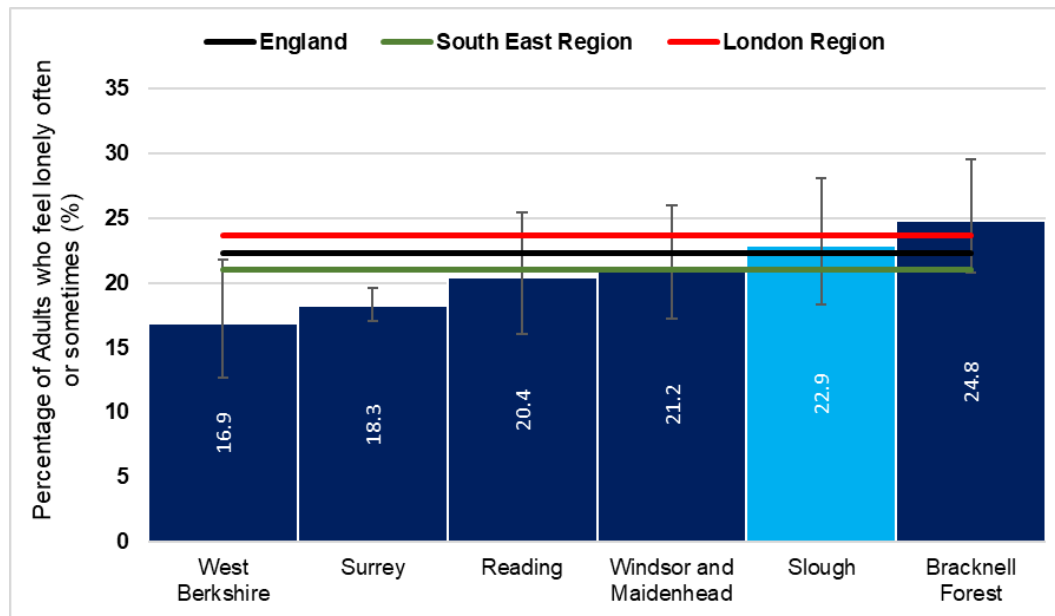 England South East Region London Region
Percentage of Adults who feel lonely often
or sometimes (%)
35
30
25
20
15
10
5
0
16.9
18.3
20.4
21.2
22.9
24.8
West
Berkshire
Surrey
Reading
Windsor and
Maidenhead
Slough
Bracknell
Forest